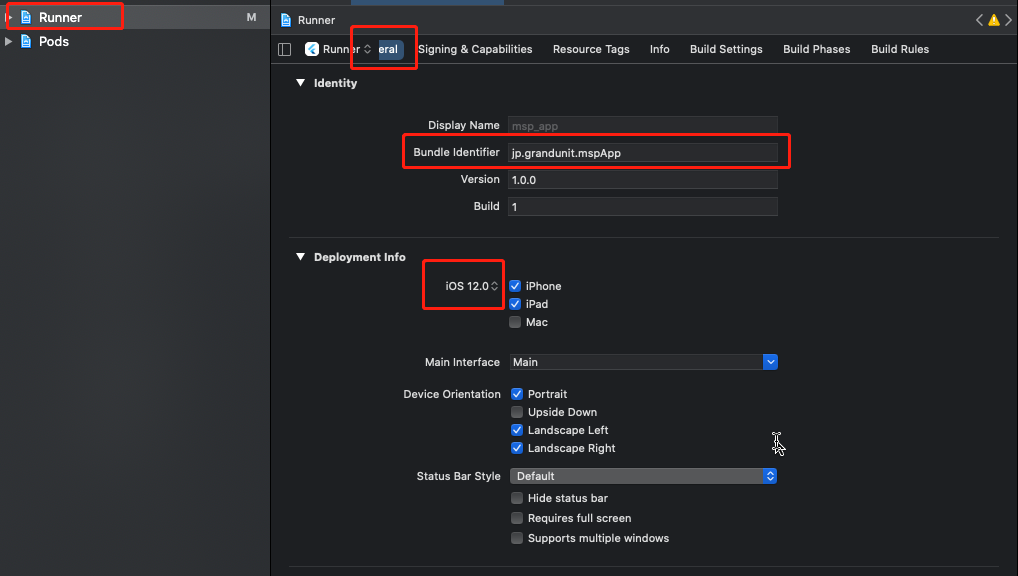 Runner
M
Pods
Runner
Runner
eral
Signing & Capabilities
Resource Tags
Info
Build Settings
Build Phases
Build Rules
Identity
Display Name
msp_app
Bundle Identifier
jp.grandunit.mspApp
Version
1.0.0
Build
1
Deployment Info
iOS 12.0
iPhone
iPad
Mac
Main Interface
Main
Device Orientation
Portrait
Upside Down
Landscape Left
Landscape Right
Status Bar Style
Default
Hide status bar
Requires full screen
Supports multiple windows